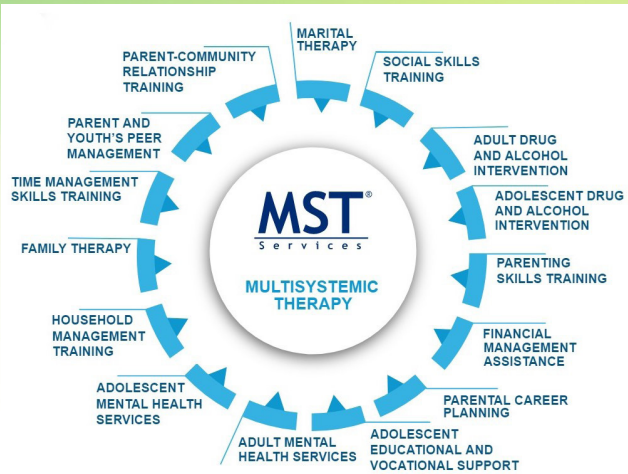 MARITAL
THERAPY
SOCIAL SKILLS
TRAINING
ADULT DRUG
AND ALCOHOL
INTERVENTION
ADOLESCENT DRUG
AND ALCOHOL
INTERVENTION
PARENTING
SKILLS TRAINING
FINANCIAL
MANAGEMENT
ASSISTANCE
PARENTAL CAREER
PLANNING
ADOLESCENT
EDUCATIONAL AND
VOCATIONAL SUPPORT
ADULT MENTAL
HEALTH SERVICES
ADOLESCENT
MENTAL HEALTH
SERVICES
HOUSEHOLD
MANAGEMENT
TRAINING
FAMILY THERAPY
TIME MANAGEMENT
SKILLS TRAINING
PARENT AND
YOUTH'S PEER
MANAGEMENT
PARENT-COMMUNITY
RELATIONSHIP
TRAINING
MST®
Services
MULTISYSTEMIC
THERAPY